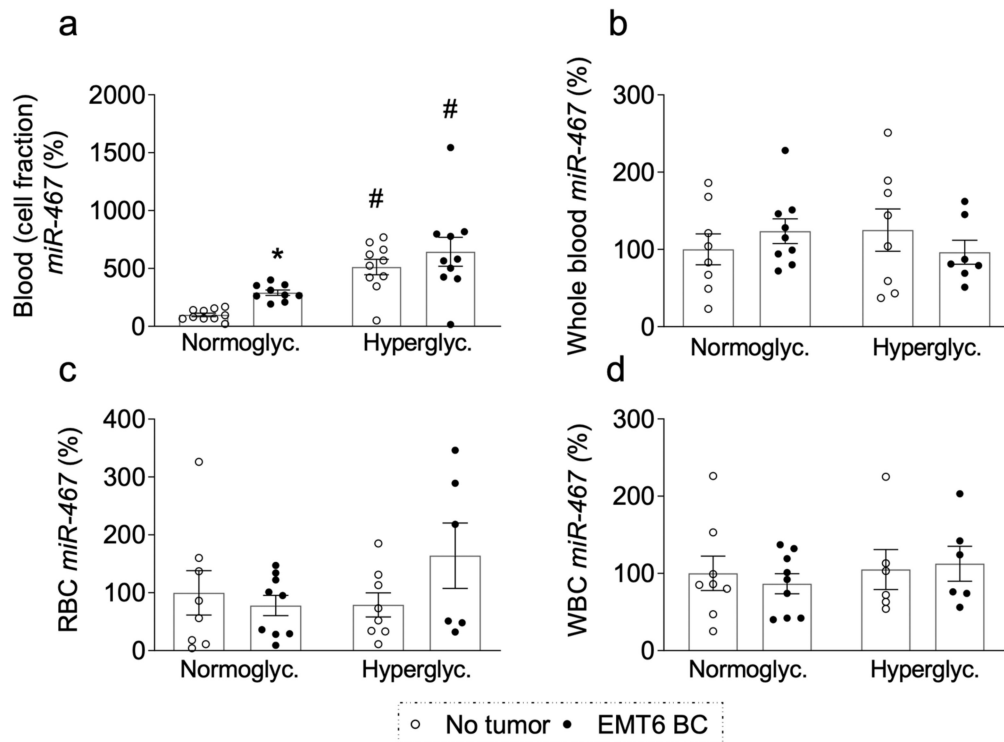 a
Blood (cell fraction)
miR-467 (%)
2000
1500
1000
500
0
*
#
#
Normoglyc.
Hyperglyc.
b
Whole blood miR-467 (%)
300
200
100
0
Normoglyc.
Hyperglyc.
c
RBC miR-467 (%)
400
300
200
100
0
Normoglyc.
Hyperglyc.
d
WBC miR-467 (%)
300
200
100
0
Normoglyc.
Hyperglyc.
No tumor
EMT6 BC